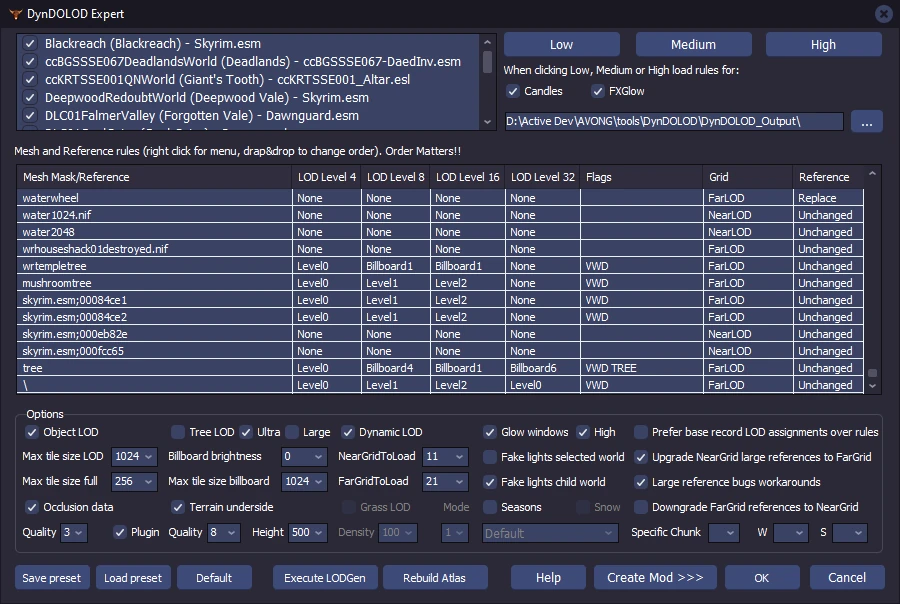 DynDOLOD Expert
Blackreach (Blackreach) - Skyrim.esm
ccBGSSSE067DeadlandsWorld (Deadlands) - ccBGSSSE067-DaedInv.esm
ccKRTSSE001QNWorld (Giant's Tooth) - ccKRTSSE001_Altar.esl
DeepwoodRedoubtWorld (Deepwood Vale) - Skyrim.esm
DLC01FalmerValley (Forgotten Vale) - Dawnguard.esm
Low Medium High
When clicking Low, Medium or High load rules for:
Candles FXGlow
D:\Active Dev\AVONG\tools\DynDOLOD\DynDOLOD_Output\ ...
Mesh and Reference rules (right click for menu, drap&drop to change order). Order Matters!!
Mesh Mask/Reference LOD Level 4 LOD Level 8 LOD Level 16 LOD Level 32 Flags Grid Reference
waterwheel None None None None FarLOD Replace
water1024.nif None None None None NearLOD Unchanged
water2048 None None None None NearLOD Unchanged
wrhouseshack01destroyed.nif None None None None FarLOD Unchanged
wrtempletree Level0 Billboard1 Billboard1 None VWD FarLOD Unchanged
mushroomtree Level0 Level1 Level2 None VWD FarLOD Unchanged
skyrim.esm;00084ce1 Level0 Level1 Level2 None VWD FarLOD Unchanged
skyrim.esm;00084ce2 Level0 Level1 Level2 None VWD FarLOD Unchanged
skyrim.esm;000eb82e None None None None NearLOD Unchanged
skyrim.esm;000fcc65 None None None None NearLOD Unchanged
tree Level0 Billboard4 Billboard1 Billboard6 VWD TREE FarLOD Unchanged
\ Level0 Level1 Level2 Level0 VWD FarLOD Unchanged
Options
Object LOD Tree LOD Ultra Large Dynamic LOD Glow windows High Prefer base record LOD assignments over rules
Max tile size LOD 1024 Billboard brightness 0 NearGridToLoad 11 Fake lights selected world Upgrade NearGrid large references to FarGrid
Max tile size full 256 Max tile size billboard 1024 FarGridToLoad 21 Fake lights child world Large reference bugs workarounds
Occlusion data Terrain underside Grass LOD Mode Seasons Snow Downgrade FarGrid references to NearGrid
Quality 3 Plugin Quality 8 Height 500 Density 100 1 Default Specific Chunk W S
Save preset Load preset Default Execute LODGen Rebuild Atlas Help Create Mod >>> OK Cancel